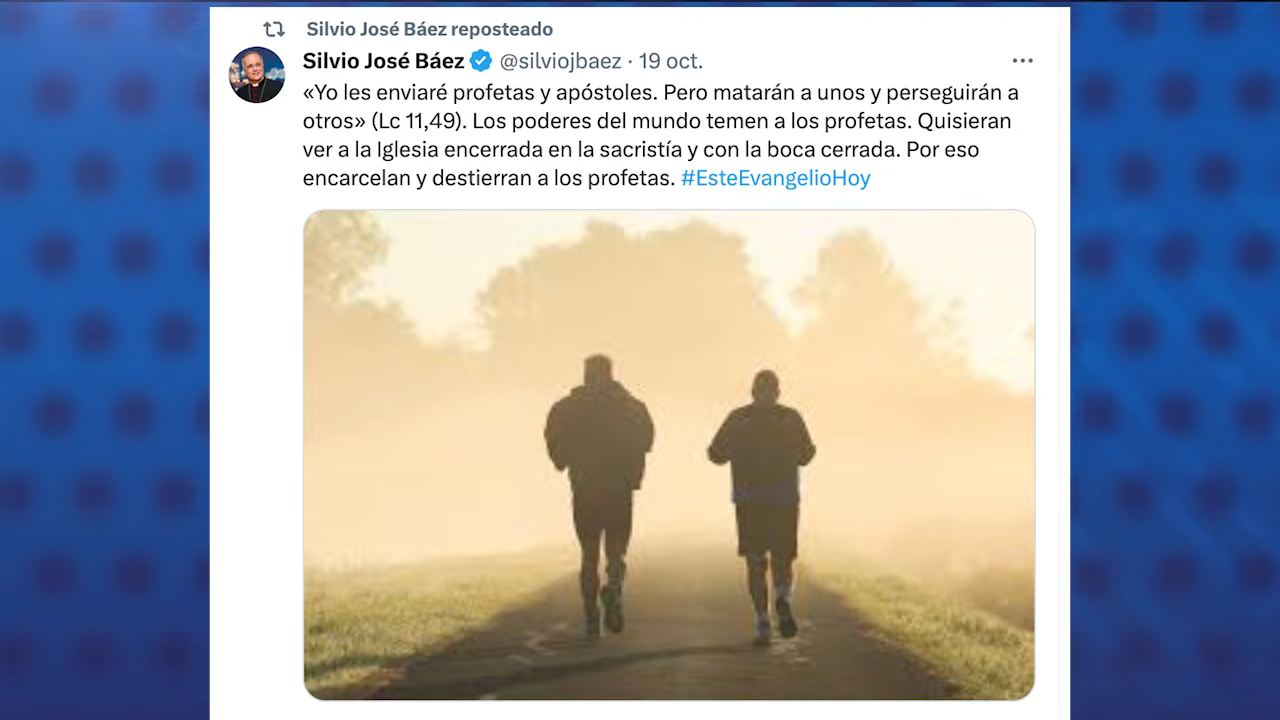 Silvio José Báez reposteado
Silvio José Báez @silviojbaez · 19 oct.
«Yo les enviaré profetas y apóstoles. Pero matarán a unos y perseguirán a
otros» (Lc 11,49). Los poderes del mundo temen a los profetas. Quisieran
ver a la Iglesia encerrada en la sacristía y con la boca cerrada. Por eso
encarcelan y destierran a los profetas. #EsteEvangelioHoy